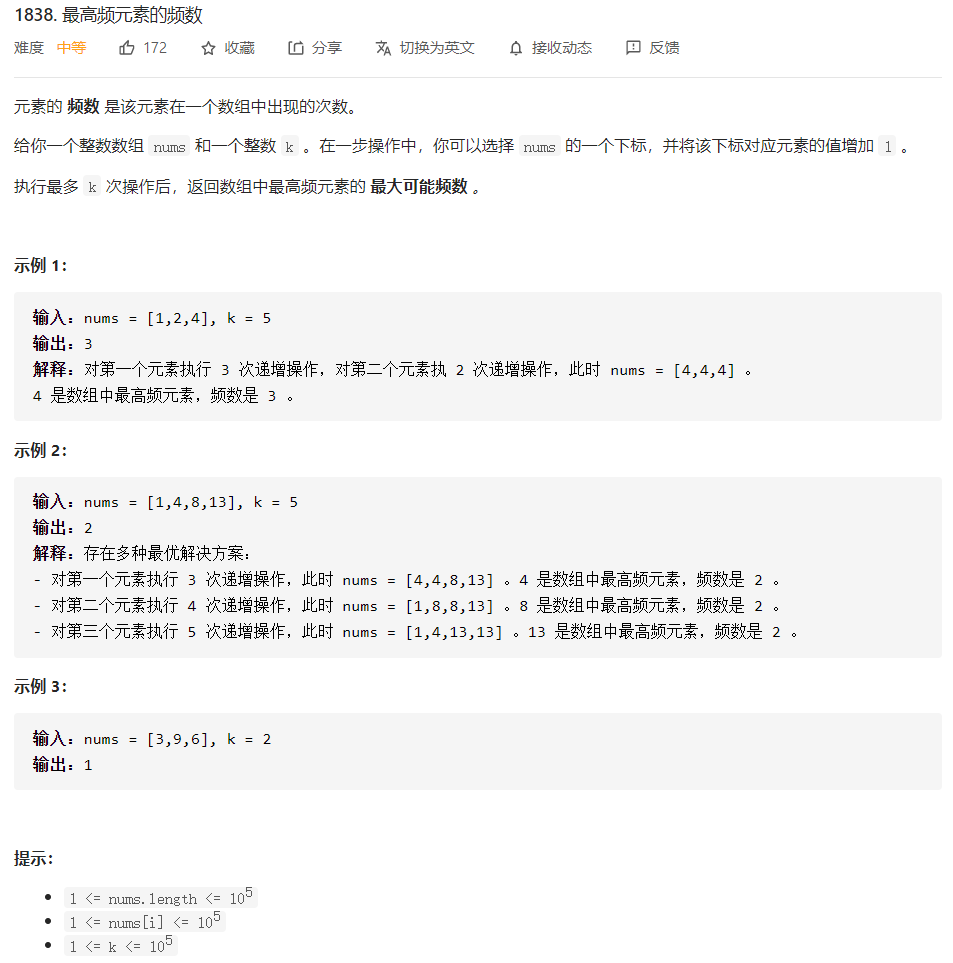 1838. 最高频元素的频数
难度 中等 172 收藏 分享 切换为英文 接收动态 反馈
元素的 频数 是该元素在一个数组中出现的次数。
给你一个整数数组 nums 和一个整数 k 。在一步操作中，你可以选择 nums 的一个下标，并将该下标对应元素的值增加 1 。
执行最多 k 次操作后，返回数组中最高频元素的 最大可能频数 。
示例 1：
输入：nums = [1,2,4], k = 5
输出：3
解释：对第一个元素执行 3 次递增操作，对第二个元素执 2 次递增操作，此时 nums = [4,4,4] 。
4 是数组中最高频元素，频数是 3 。
示例 2：
输入：nums = [1,4,8,13], k = 5
输出：2
解释：存在多种最优解决方案：
- 对第一个元素执行 3 次递增操作，此时 nums = [4,4,8,13] 。4 是数组中最高频元素，频数是 2 。
- 对第二个元素执行 4 次递增操作，此时 nums = [1,8,8,13] 。8 是数组中最高频元素，频数是 2 。
- 对第三个元素执行 5 次递增操作，此时 nums = [1,4,13,13] 。13 是数组中最高频元素，频数是 2 。
示例 3：
输入：nums = [3,9,6], k = 2
输出：1
提示：
• 1 <= nums.length <= 10⁵
• 1 <= nums[i] <= 10⁵
• 1 <= k <= 10⁵